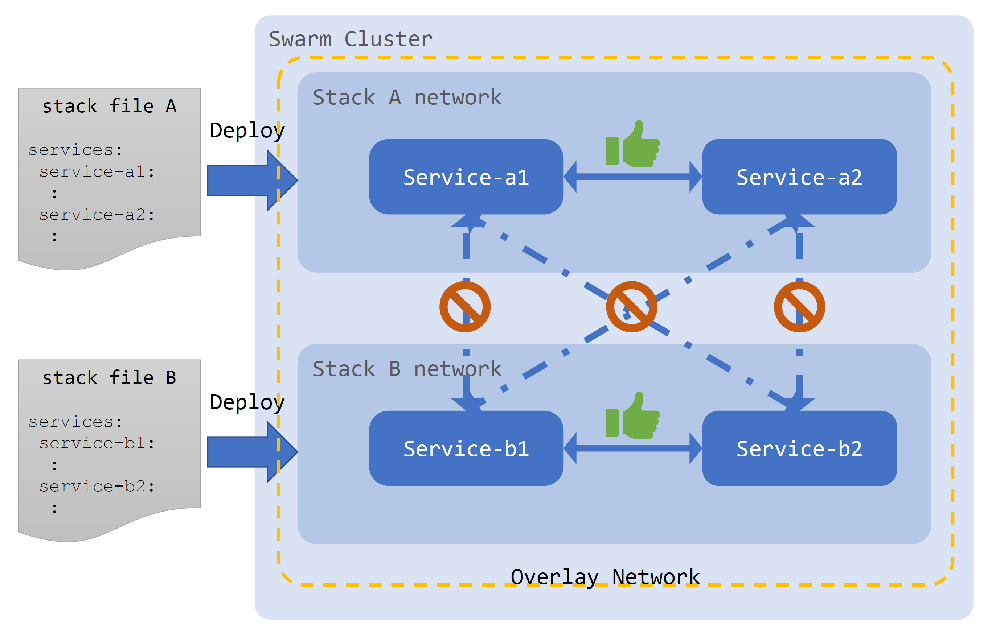 Swarm Cluster
stack file A
services:
service-a1:
:
service-a2:
:
Deploy
Stack A network
Service-a1
Service-a2
stack file B
services:
service-b1:
:
service-b2:
:
Deploy
Stack B network
Service-b1
Service-b2
Overlay Network